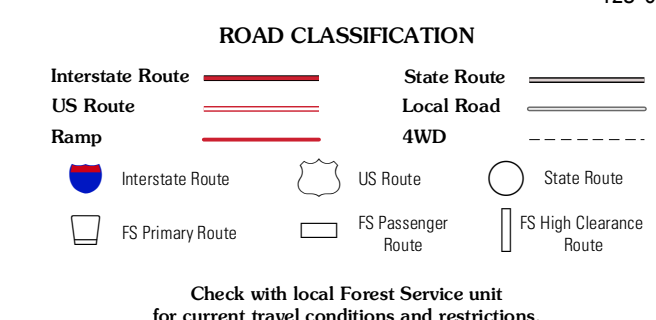 ROAD CLASSIFICATION
Interstate Route
State Route
US Route
Local Road
Ramp
4WD
Interstate Route
US Route
State Route
FS Primary Route
FS Passenger
Route
FS High Clearance
Route
Check with local Forest Service unit
for current travel conditions and restrictions.